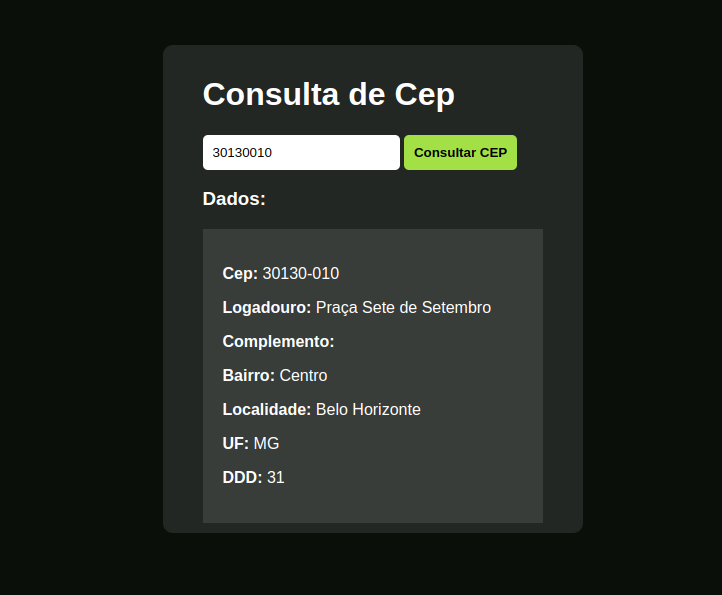 Consulta de Cep
30130010 Consultar CEP
Dados:
Cep: 30130-010
Logadouro: Praça Sete de Setembro
Complemento:
Bairro: Centro
Localidade: Belo Horizonte
UF: MG
DDD: 31